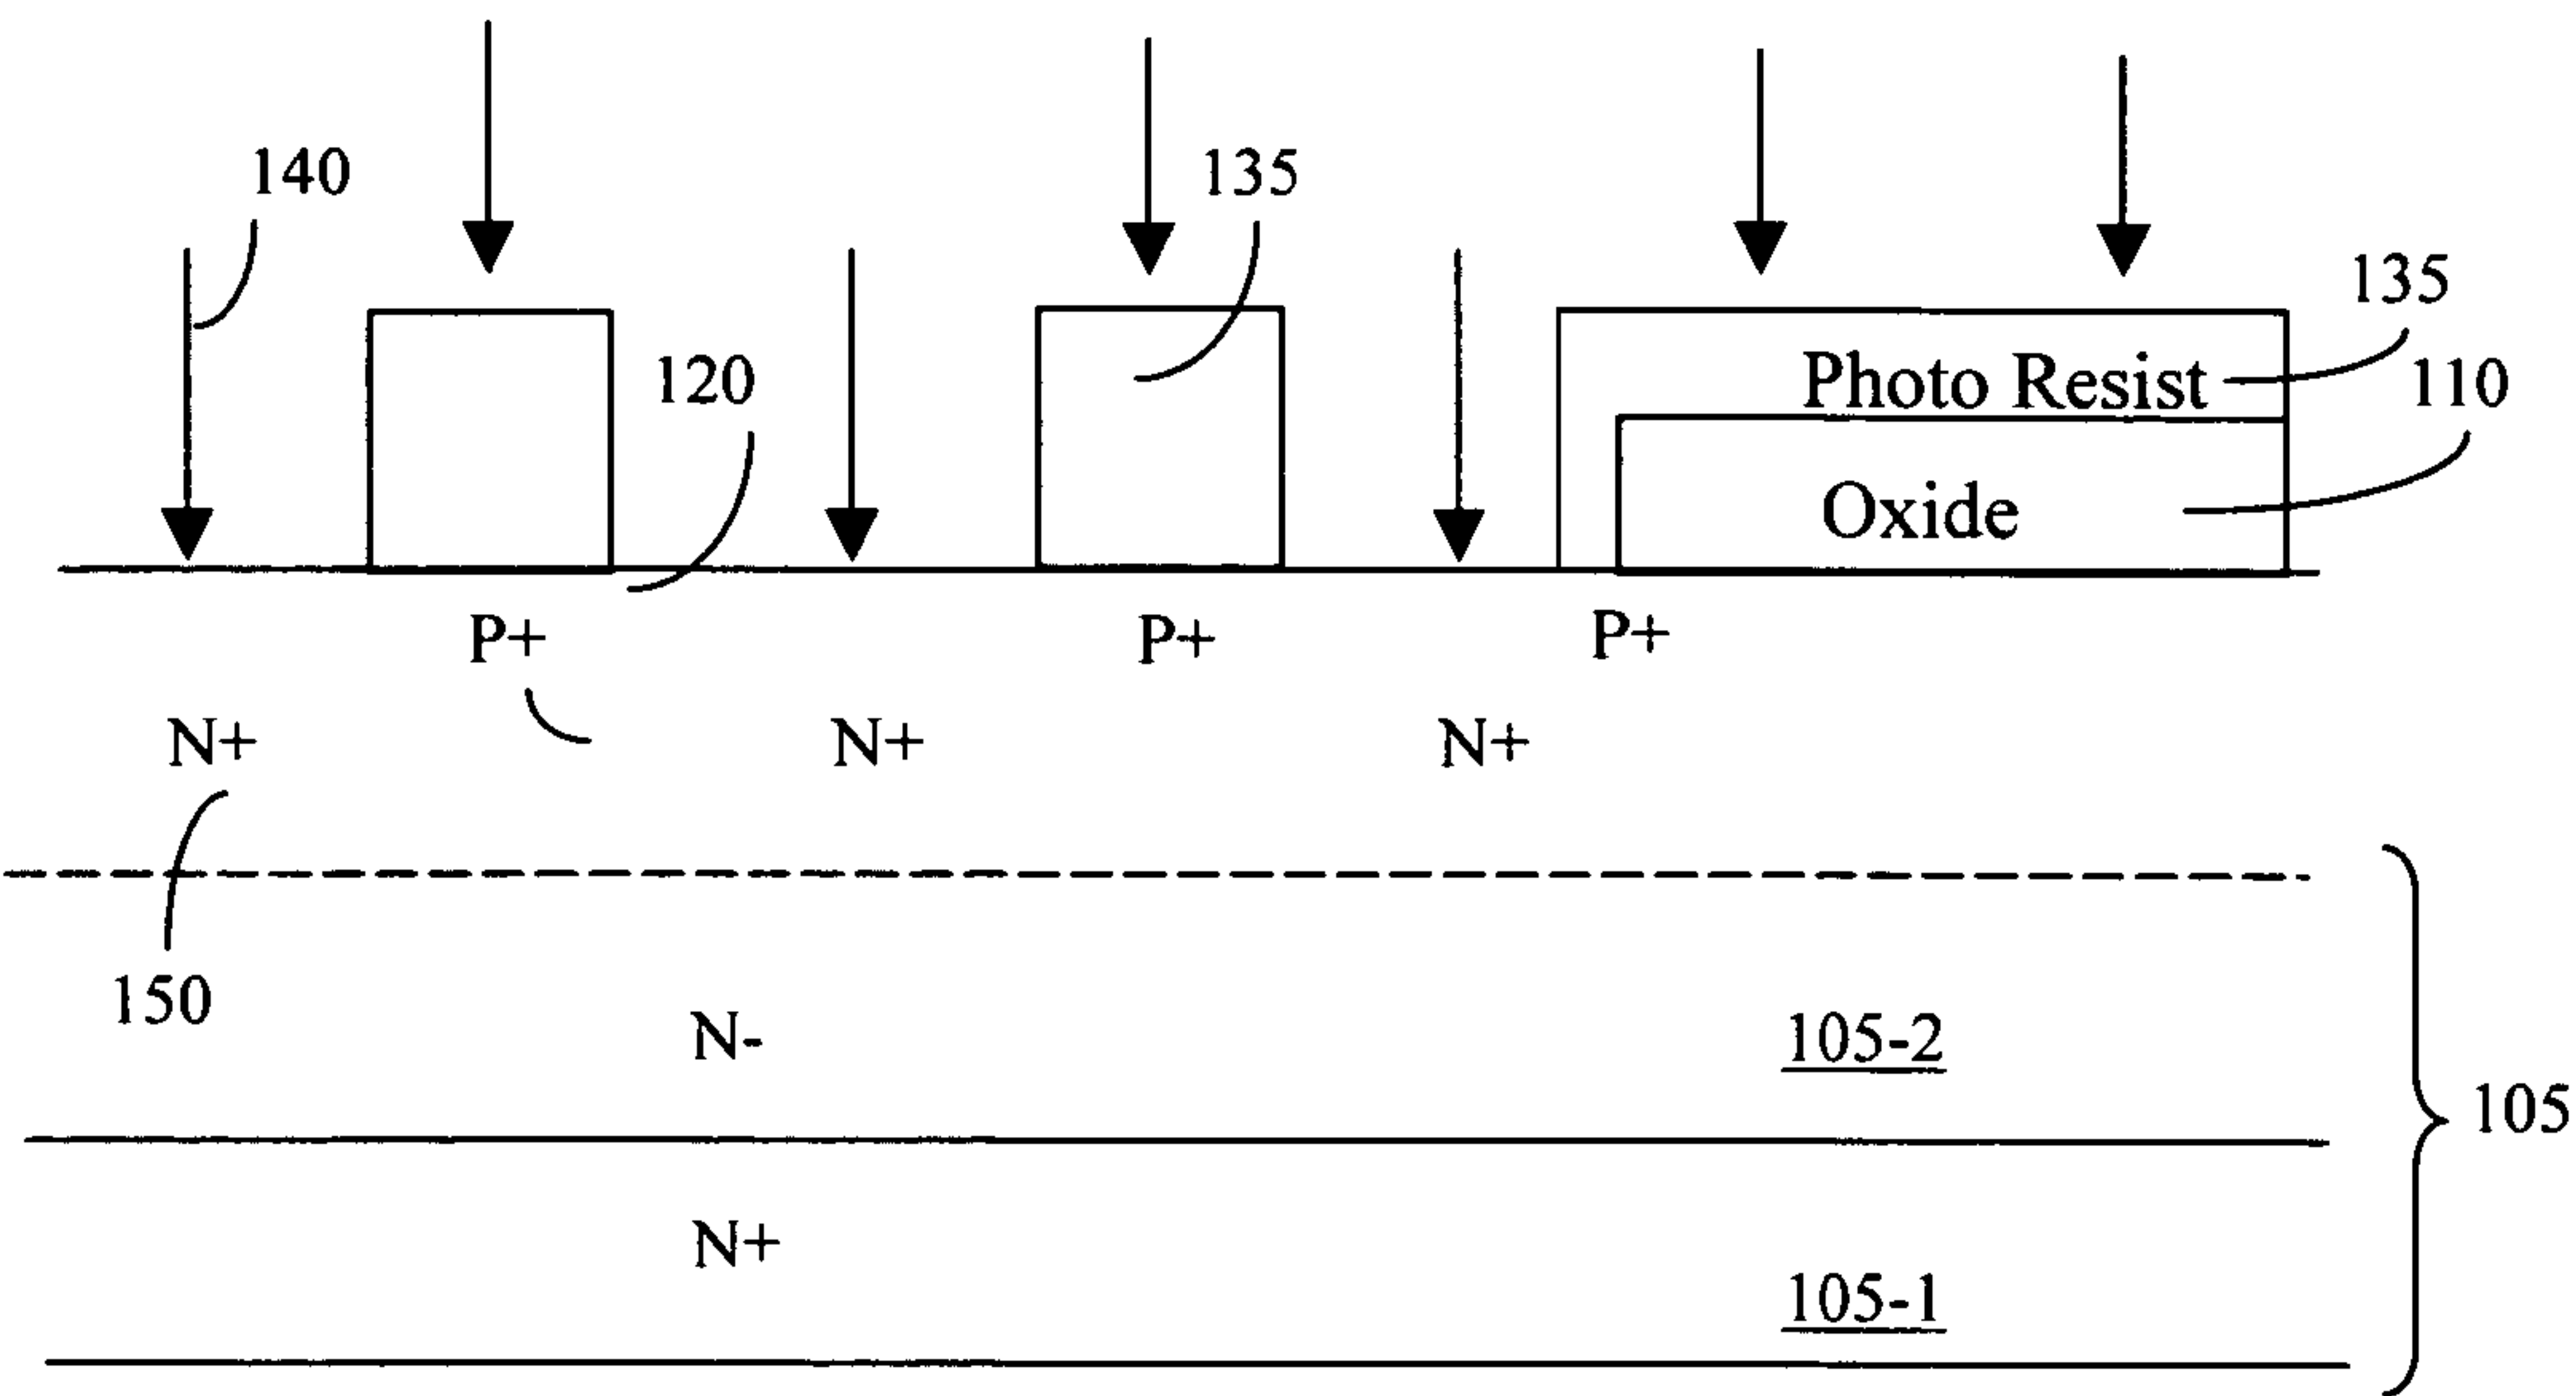 140
135
135
120
Photo Resist
110
Oxide
P+ P+ P+
N+ N+ N+
150
N- 105-2
105
N+
105-1